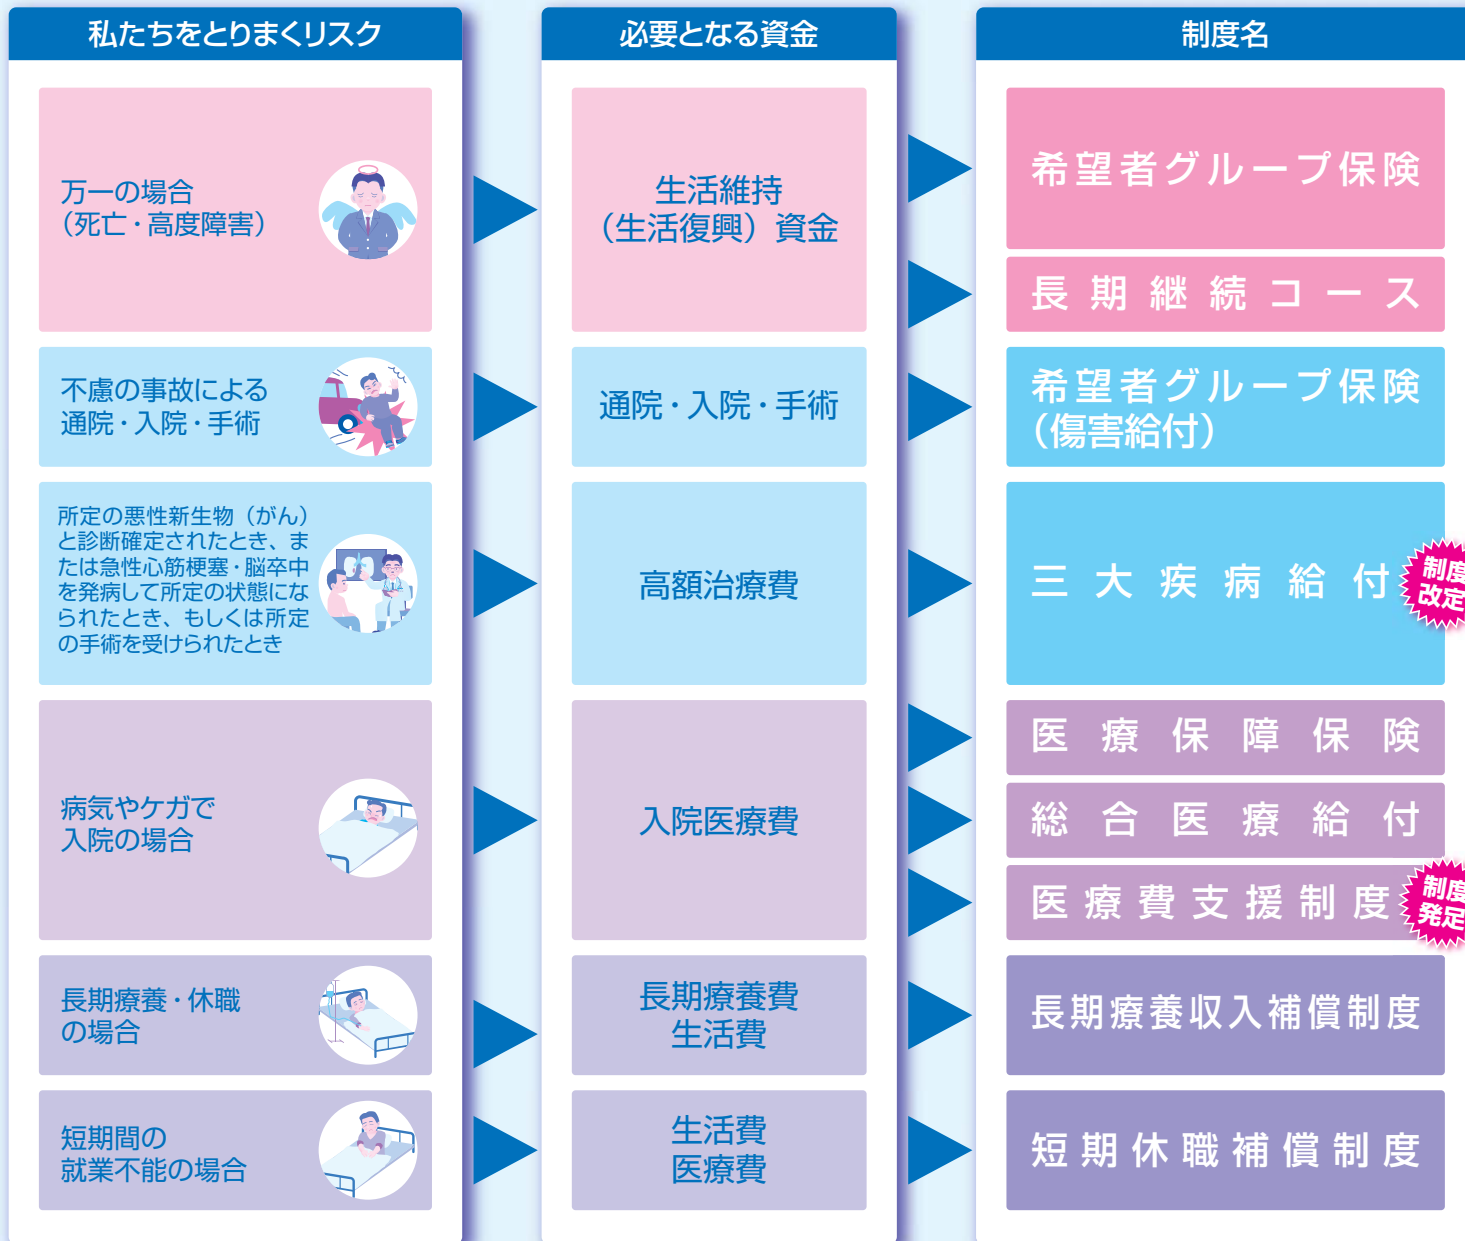 私たちをとりまくリスク
必要となる資金
制度名
万一の場合
（死亡・高度障害）
生活維持
（生活復興）資金
希望者グループ保険
長期継続コース
不慮の事故による
通院・入院・手術
通院・入院・手術
希望者グループ保険
（傷害給付）
所定の悪性新生物（がん）
と診断確定されたとき、ま
たは急性心筋梗塞・脳卒中
を発病して所定の状態にな
られたとき、もしくは所定
の手術を受けられたとき
高額治療費
三大疾病給付
制度
改定
病気やケガで
入院の場合
入院医療費
医療保障保険
総合医療給付
医療費支援制度
制度
発足
長期療養・休職
の場合
長期療養費
生活費
長期療養収入補償制度
短期間の
就業不能の場合
生活費
医療費
短期休職補償制度